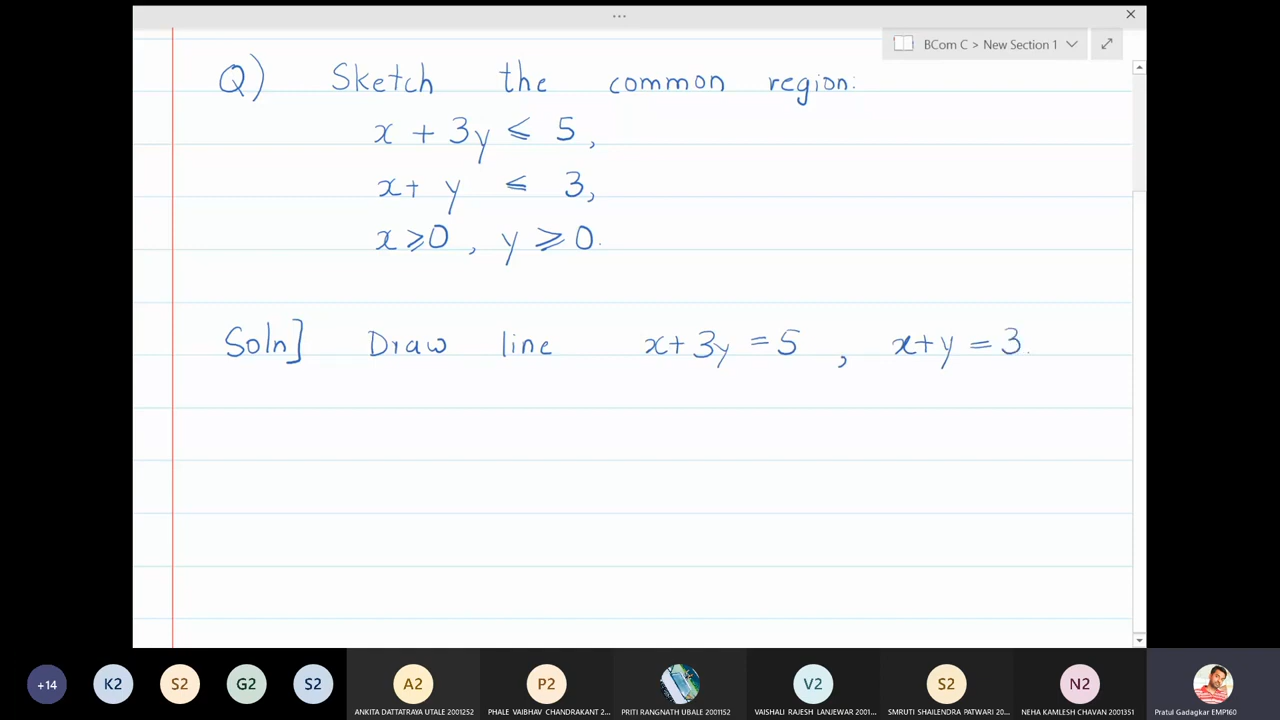 BCom C > New Section 1
Q) Sketch the common region:
x + 3y ≤ 5,
x + y ≤ 3,
x ≥ 0, y ≥ 0.
Soln] Draw line x + 3y = 5, x + y = 3.
+14 K2 S2 G2 S2 A2 P2 V2 S2 N2
ANKITA DATTATRAYA UTALE 2001252 PHALE VAIBHAV CHANDRAKANT 2... PRITI RANGNATH UBALE 2001152 VAISHALI RAJESH LANJEWAR 2001... SMRUTI SHAILENDRA PATWARI 20... NEHA KAMLESH CHAVAN 2001351 Pratul Gadagkar EMP160